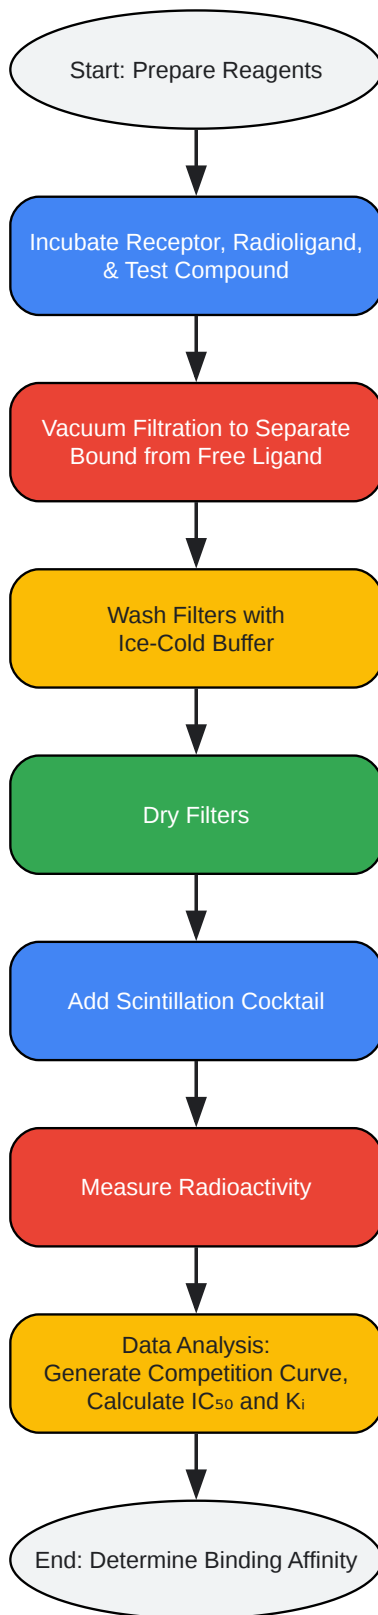 Start: Prepare Reagents
Incubate Receptor, Radioligand,
& Test Compound
Vacuum Filtration to Separate
Bound from Free Ligand
Wash Filters with
Ice-Cold Buffer
Dry Filters
Add Scintillation Cocktail
Measure Radioactivity
Data Analysis:
Generate Competition Curve,
Calculate IC₅₀ and Kᵢ
End: Determine Binding Affinity